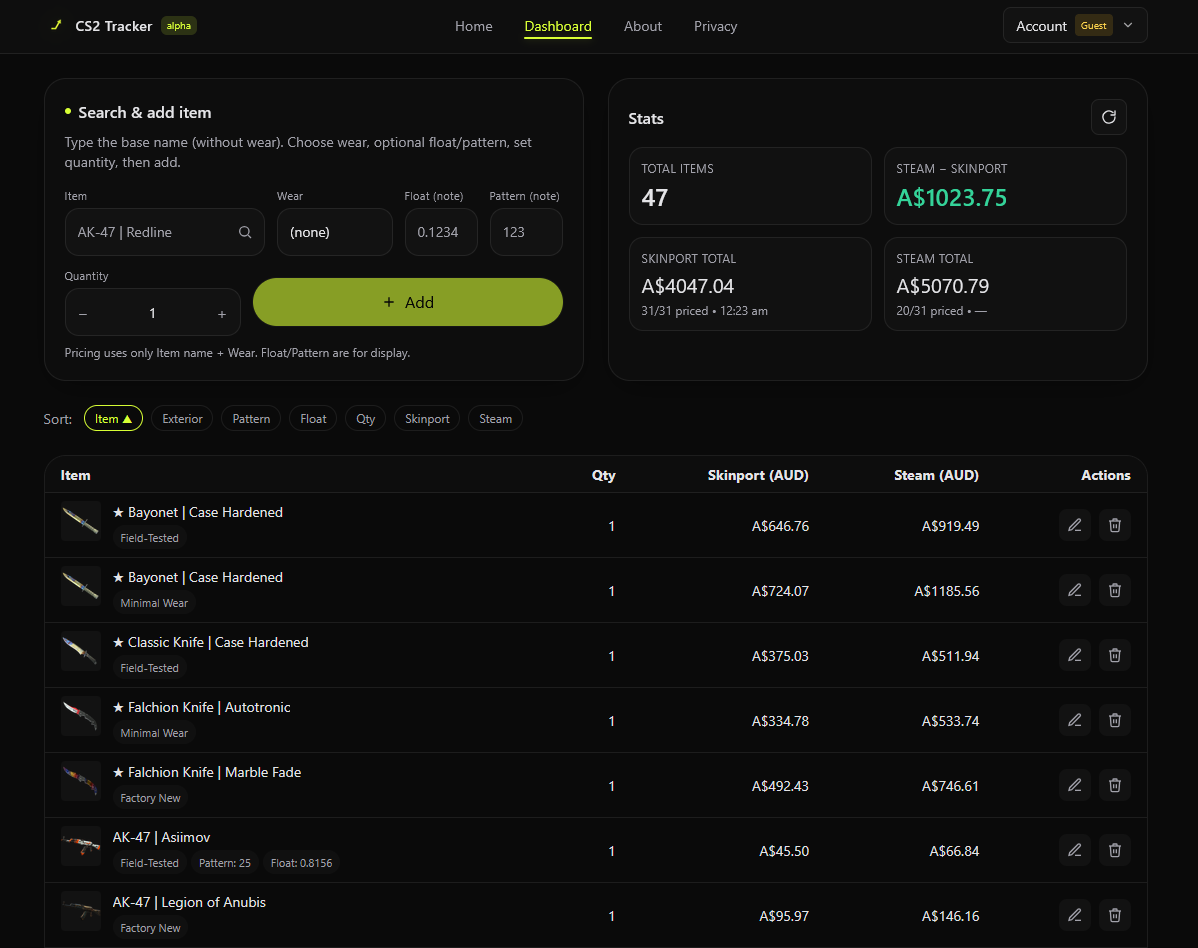 CS2 Tracker alpha
Home Dashboard About Privacy
Account Guest
Search & add item
Type the base name (without wear). Choose wear, optional float/pattern, set
quantity, then add.
Item Wear Float (note) Pattern (note)
AK-47 | Redline (none) 0.1234 123
Quantity
– 1 + + Add
Pricing uses only Item name + Wear. Float/Pattern are for display.
Stats
TOTAL ITEMS
47
STEAM – SKINPORT
A$1023.75
SKINPORT TOTAL
A$4047.04
31/31 priced • 12:23 am
STEAM TOTAL
A$5070.79
20/31 priced • —
Sort: Item ▲ Exterior Pattern Float Qty Skinport Steam
Item Qty Skinport (AUD) Steam (AUD) Actions
★ Bayonet | Case Hardened
Field-Tested
1 A$646.76 A$919.49
★ Bayonet | Case Hardened
Minimal Wear
1 A$724.07 A$1185.56
★ Classic Knife | Case Hardened
Field-Tested
1 A$375.03 A$511.94
★ Falchion Knife | Autotronic
Minimal Wear
1 A$334.78 A$533.74
★ Falchion Knife | Marble Fade
Factory New
1 A$492.43 A$746.61
AK-47 | Asiimov
Field-Tested Pattern: 25 Float: 0.8156
1 A$45.50 A$66.84
AK-47 | Legion of Anubis
Factory New
1 A$95.97 A$146.16